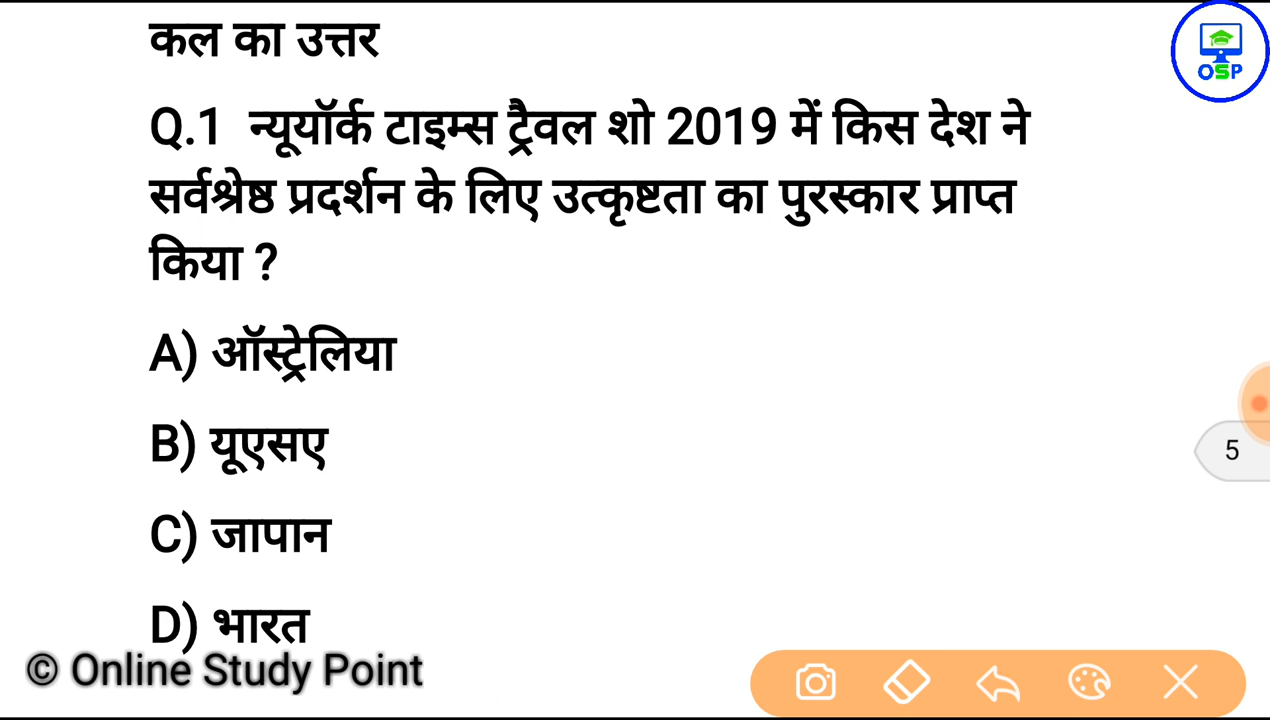 कल का उत्तर
OSP
Q.1 न्यूयॉर्क टाइम्स ट्रैवल शो 2019 में किस देश ने
सर्वश्रेष्ठ प्रदर्शन के लिए उत्कृष्टता का पुरस्कार प्राप्त
किया ?
A) ऑस्ट्रेलिया
B) यूएसए
5
C) जापान
D) भारत
© Online Study Point